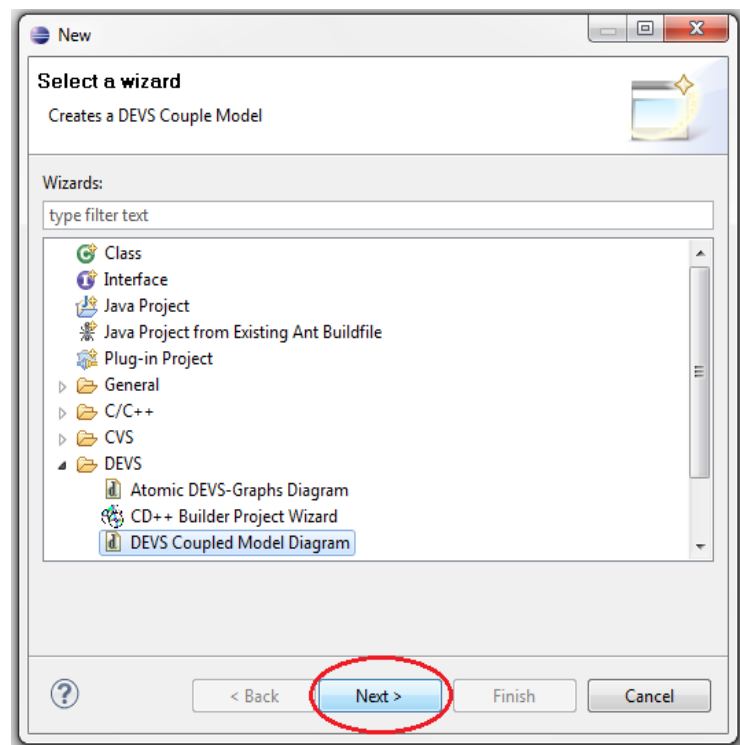 New
Select a wizard
Creates a DEVS Couple Model
Wizards:
type filter text
Class
Interface
Java Project
Java Project from Existing Ant Buildfile
Plug-in Project
General
C/C++
CVS
DEVS
Atomic DEVS-Graphs Diagram
CD++ Builder Project Wizard
DEVS Coupled Model Diagram
? < Back Next > Finish Cancel